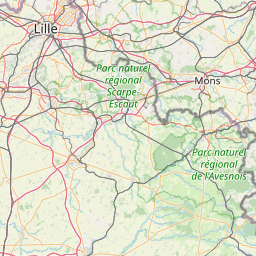 Lille
Parc naturel
régional
Scarpe-
Escaut
Mons
Parc naturel
régional
de l'Avesnois